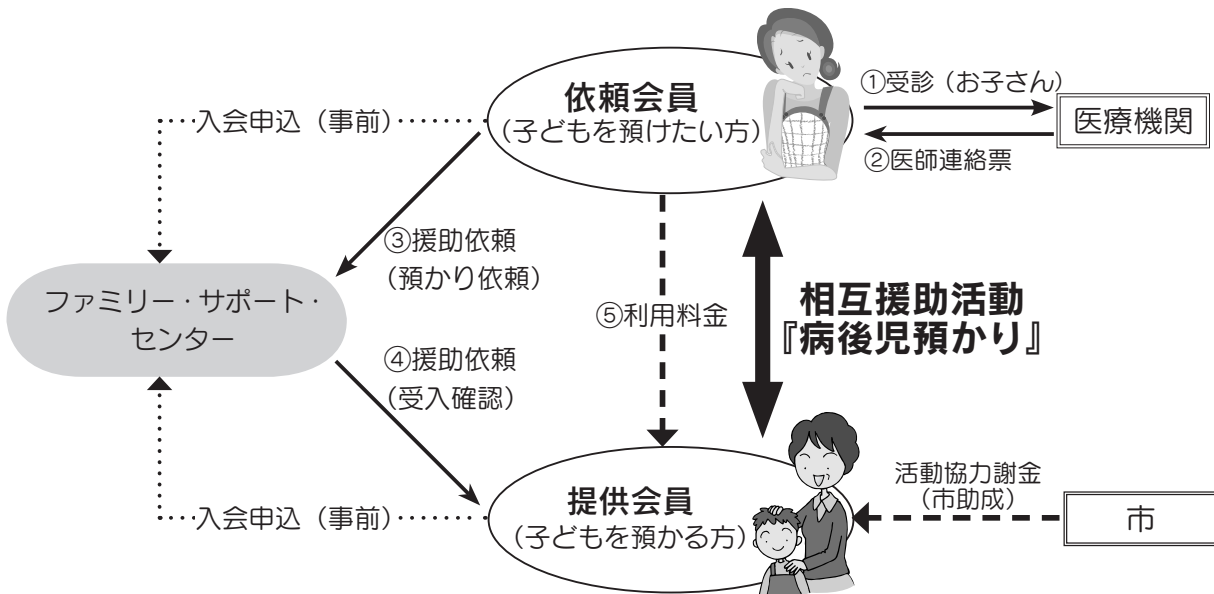 依頼会員
(子どもを預けたい方)
①受診（お子さん）
医療機関
②医師連絡票
入会申込（事前）
③援助依頼
(預かり依頼）
ファミリー・サポート・
センター
⑤利用料金
相互援助活動
『病後児預かり』
④援助依頼
（受入確認）
入会申込（事前）
提供会員
(子どもを預かる方）
活動協力謝金
（市助成）
市